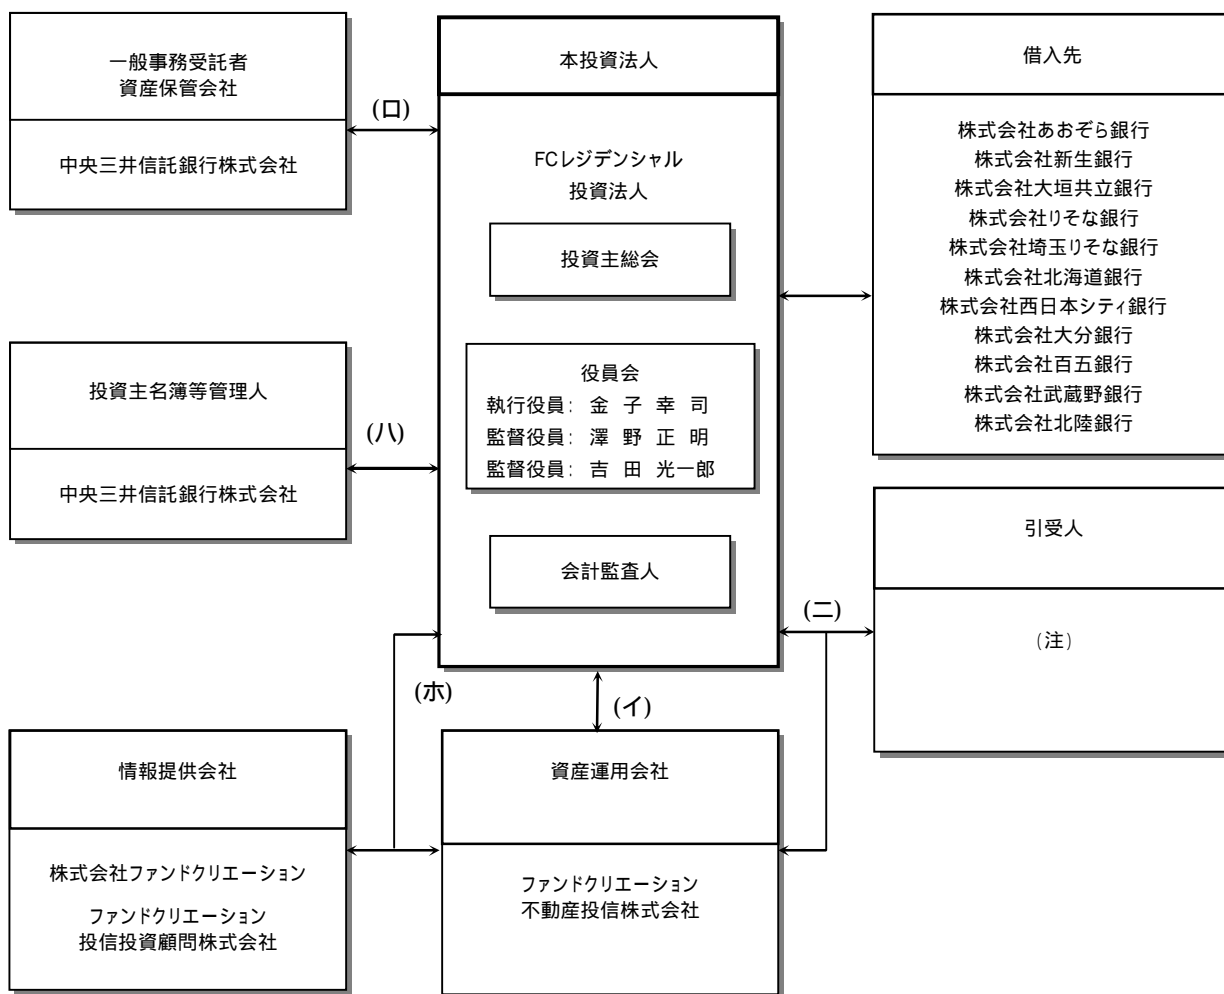 一般事務受託者
資産保管会社
中央三井信託銀行株式会社
(ロ)
本投資法人
FCレジデンシャル
投資法人
投資主総会
役員会
執行役員: 金 子 幸 司
監督役員: 澤 野 正 明
監督役員: 吉 田 光一郎
会計監査人
借入先
株式会社あおぞら銀行
株式会社新生銀行
株式会社大垣共立銀行
株式会社りそな銀行
株式会社埼玉りそな銀行
株式会社北海道銀行
株式会社西日本シティ銀行
株式会社大分銀行
株式会社百五銀行
株式会社武蔵野銀行
株式会社北陸銀行
投資主名簿等管理人
中央三井信託銀行株式会社
(ハ)
引受人
(注)
(ニ)
(ホ)
(イ)
情報提供会社
株式会社ファンドクリエーション
ファンドクリエーション
投信投資顧問株式会社
資産運用会社
ファンドクリエーション
不動産投信株式会社